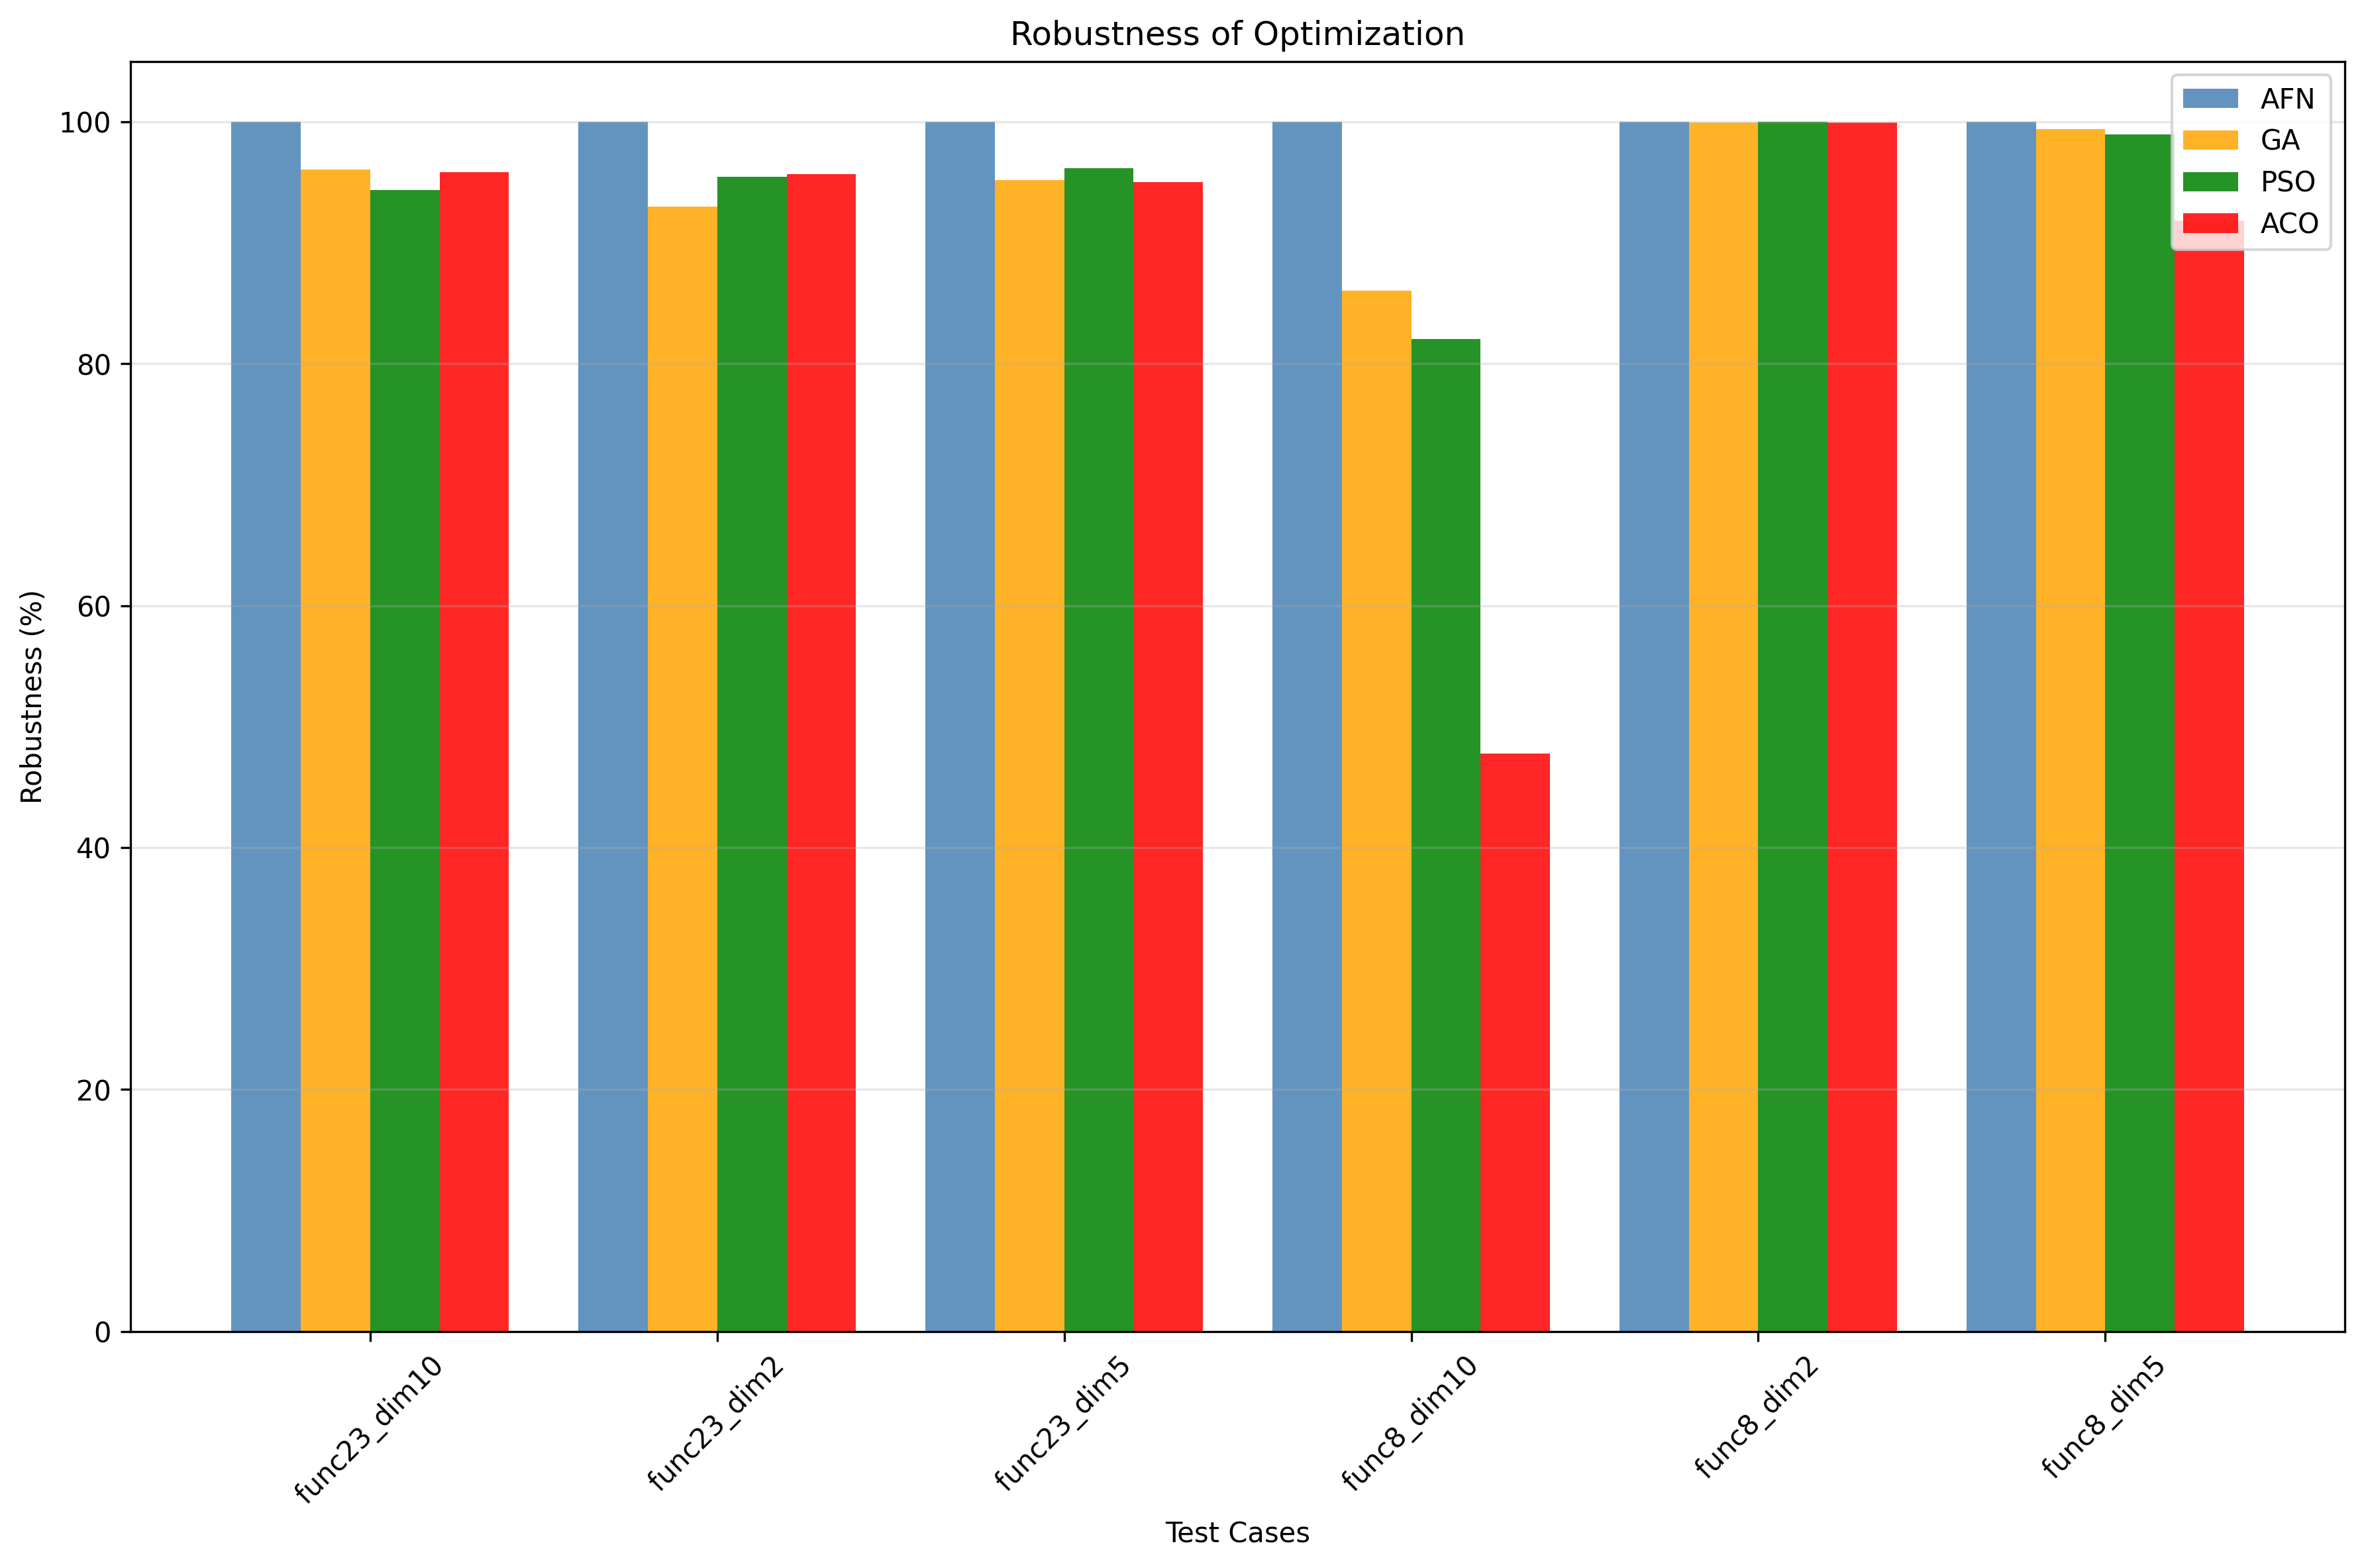 Robustness of Optimization
AFN
GA
PSO
ACO
Robustness (%)
100
80
60
40
20
0
func23_dim10
func23_dim2
func23_dim5
func8_dim10
func8_dim2
func8_dim5
Test Cases